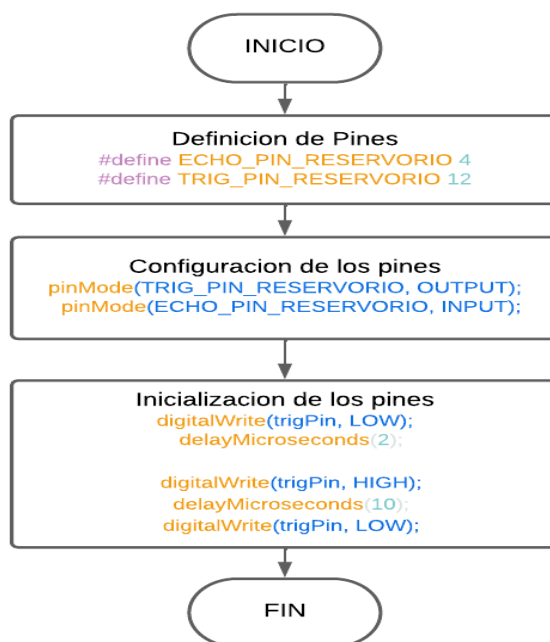 INICIO
Definicion de Pines
#define ECHO_PIN_RESERVORIO 4
#define TRIG_PIN_RESERVORIO 12
Configuracion de los pines
pinMode(TRIG_PIN_RESERVORIO, OUTPUT);
pinMode(ECHO_PIN_RESERVORIO, INPUT);
Inicializacion de los pines
digitalWrite(trigPin, LOW);
delayMicroseconds(2);
digitalWrite(trigPin, HIGH);
delayMicroseconds(10);
digitalWrite(trigPin, LOW);
FIN